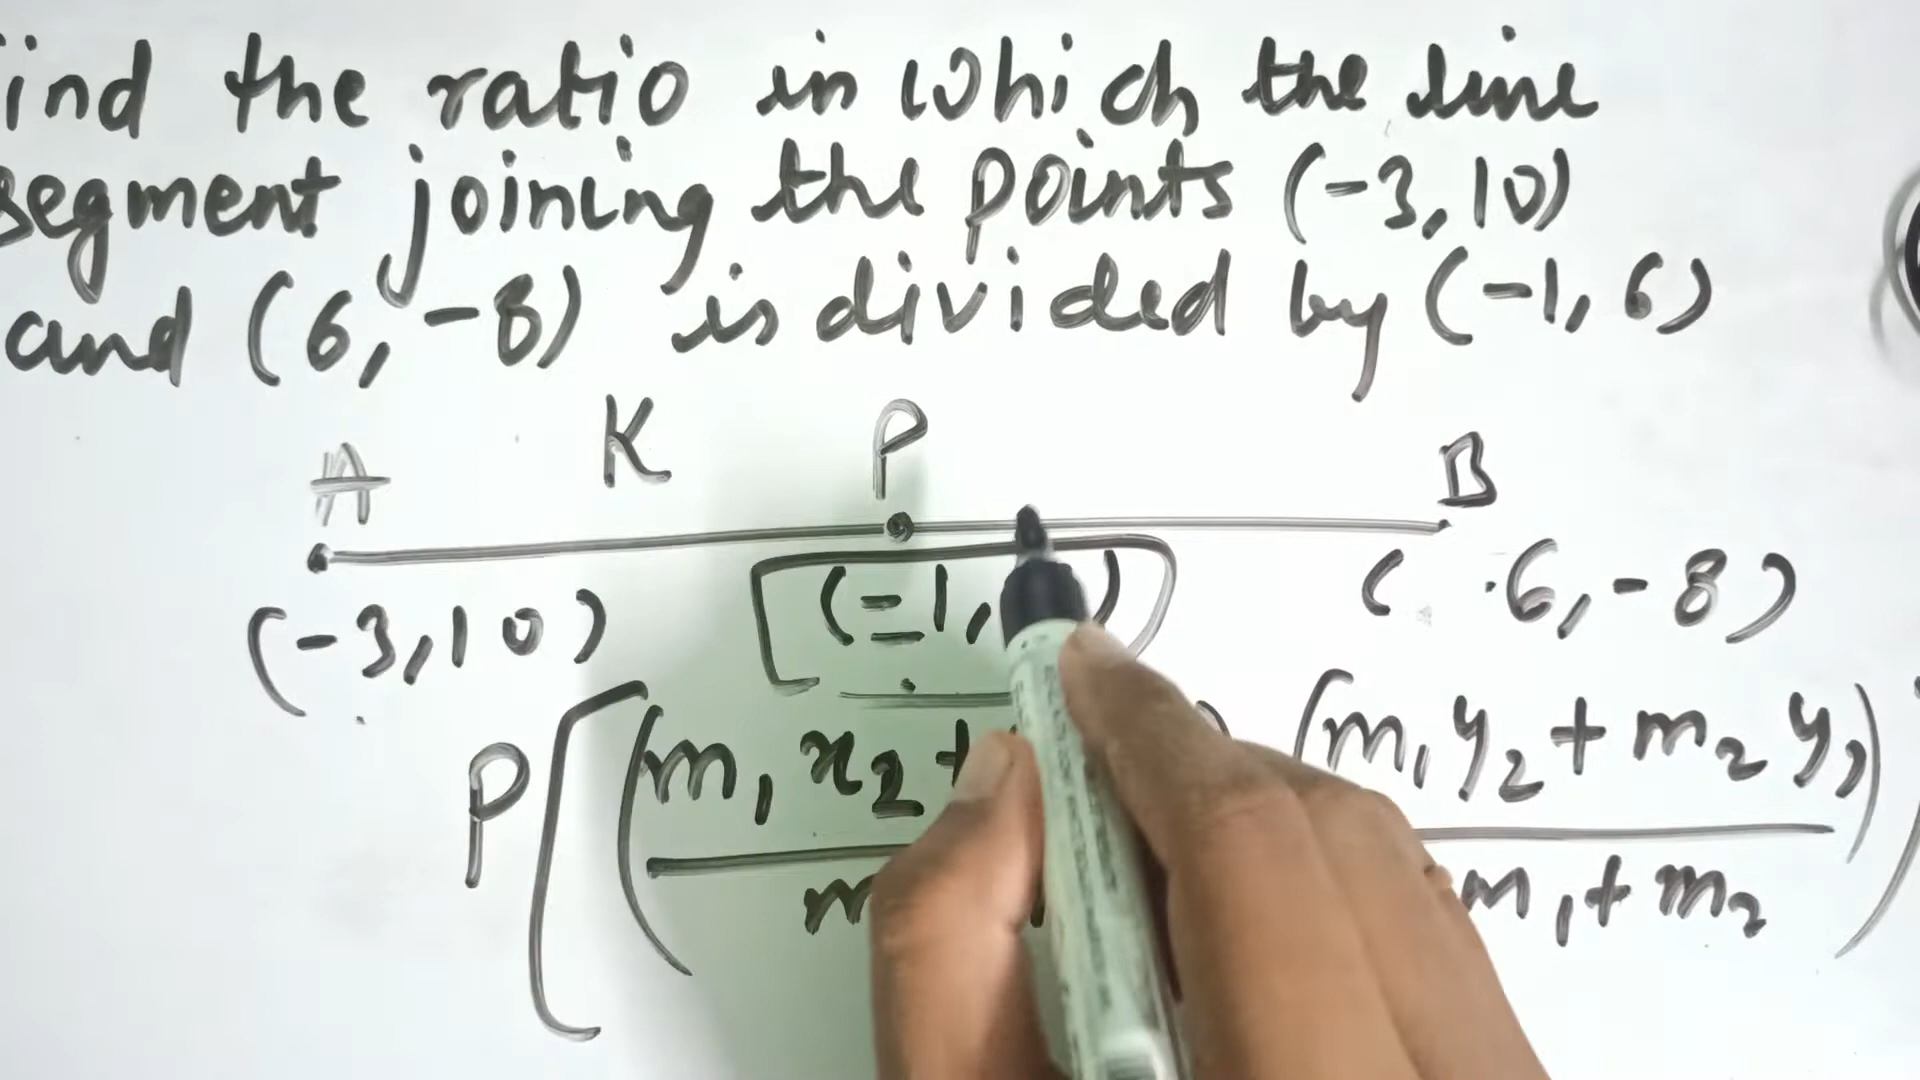 ind the ratio in which the line
segment joining the points (-3,10)
and (6,-8) is divided by (-1,6)
A K P B
(-3,10) (-1, ) (6,-8)
P[(m₁x₂+ (m₁y₂+m₂y₁)
m m₁+m₂